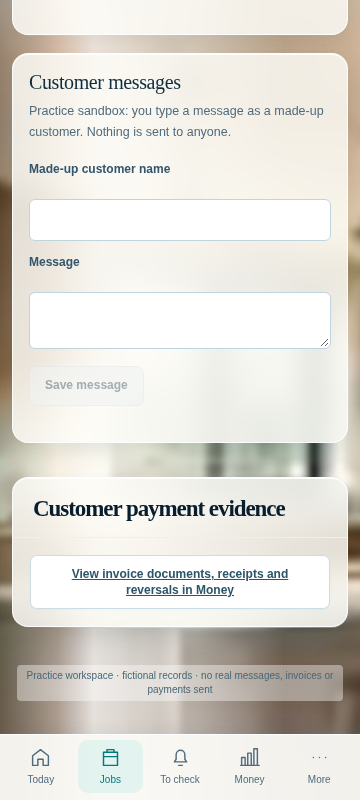 Customer messages
Practice sandbox: you type a message as a made-up
customer. Nothing is sent to anyone.
Made-up customer name
Message
Save message
Customer payment evidence
View invoice documents, receipts and
reversals in Money
Practice workspace · fictional records · no real messages, invoices or
payments sent
Today
Jobs
To check
Money
More